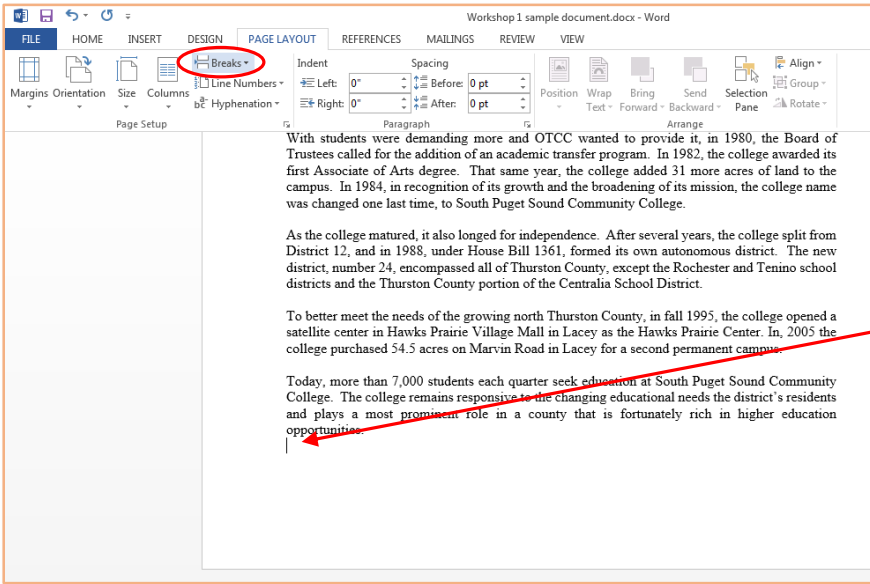 Workshop 1 sample document.docx - Word
FILE HOME INSERT DESIGN PAGE LAYOUT REFERENCES MAILINGS REVIEW VIEW
Breaks Indent Spacing Align
Line Numbers Left: 0" Before: 0 pt Group
Margins Orientation Size Columns Position Wrap Bring Send Selection
Hyphenation Right: 0" After: 0 pt Text Forward Backward Pane Rotate
Page Setup Paragraph Arrange
With students were demanding more and OTCC wanted to provide it, in 1980, the Board of
Trustees called for the addition of an academic transfer program. In 1982, the college awarded its
first Associate of Arts degree. That same year, the college added 31 more acres of land to the
campus. In 1984, in recognition of its growth and the broadening of its mission, the college name
was changed one last time, to South Puget Sound Community College.
As the college matured, it also longed for independence. After several years, the college split from
District 12, and in 1988, under House Bill 1361, formed its own autonomous district. The new
district, number 24, encompassed all of Thurston County, except the Rochester and Tenino school
districts and the Thurston County portion of the Centralia School District.
To better meet the needs of the growing north Thurston County, in fall 1995, the college opened a
satellite center in Hawks Prairie Village Mall in Lacey as the Hawks Prairie Center. In, 2005 the
college purchased 54.5 acres on Marvin Road in Lacey for a second permanent campus.
Today, more than 7,000 students each quarter seek education at South Puget Sound Community
College. The college remains responsive to the changing educational needs the district's residents
and plays a most prominent role in a county that is fortunately rich in higher education
opportunities.